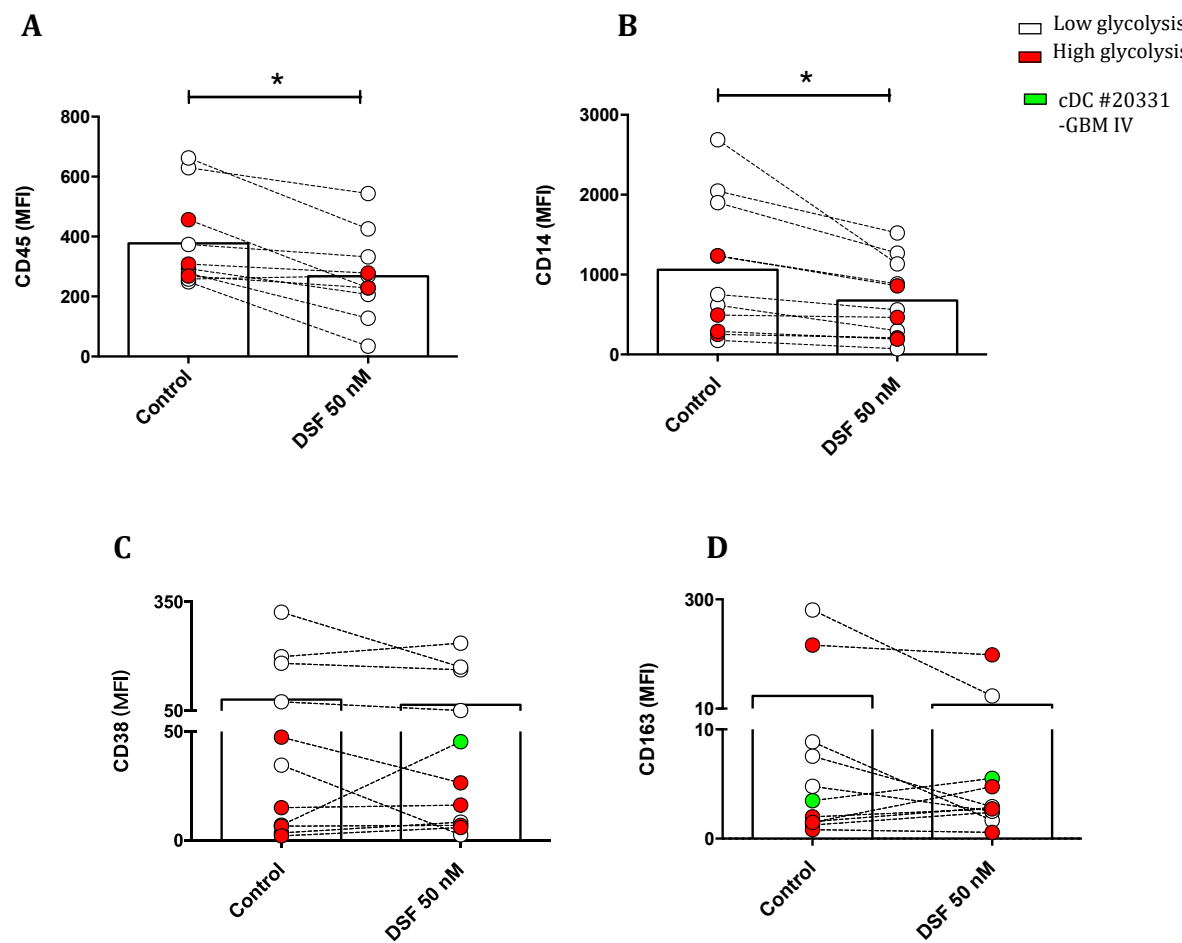 A
B
Low glycolysis
High glycolysis
cDC #20331
-GBM IV
*
*
800
600
400
200
0
CD45 (MFI)
Control
DSF 50 nM
3000
2000
1000
0
CD14 (MFI)
Control
DSF 50 nM
C
D
350
50
50
0
CD38 (MFI)
Control
DSF 50 nM
300
10
10
0
CD163 (MFI)
Control
DSF 50 nM